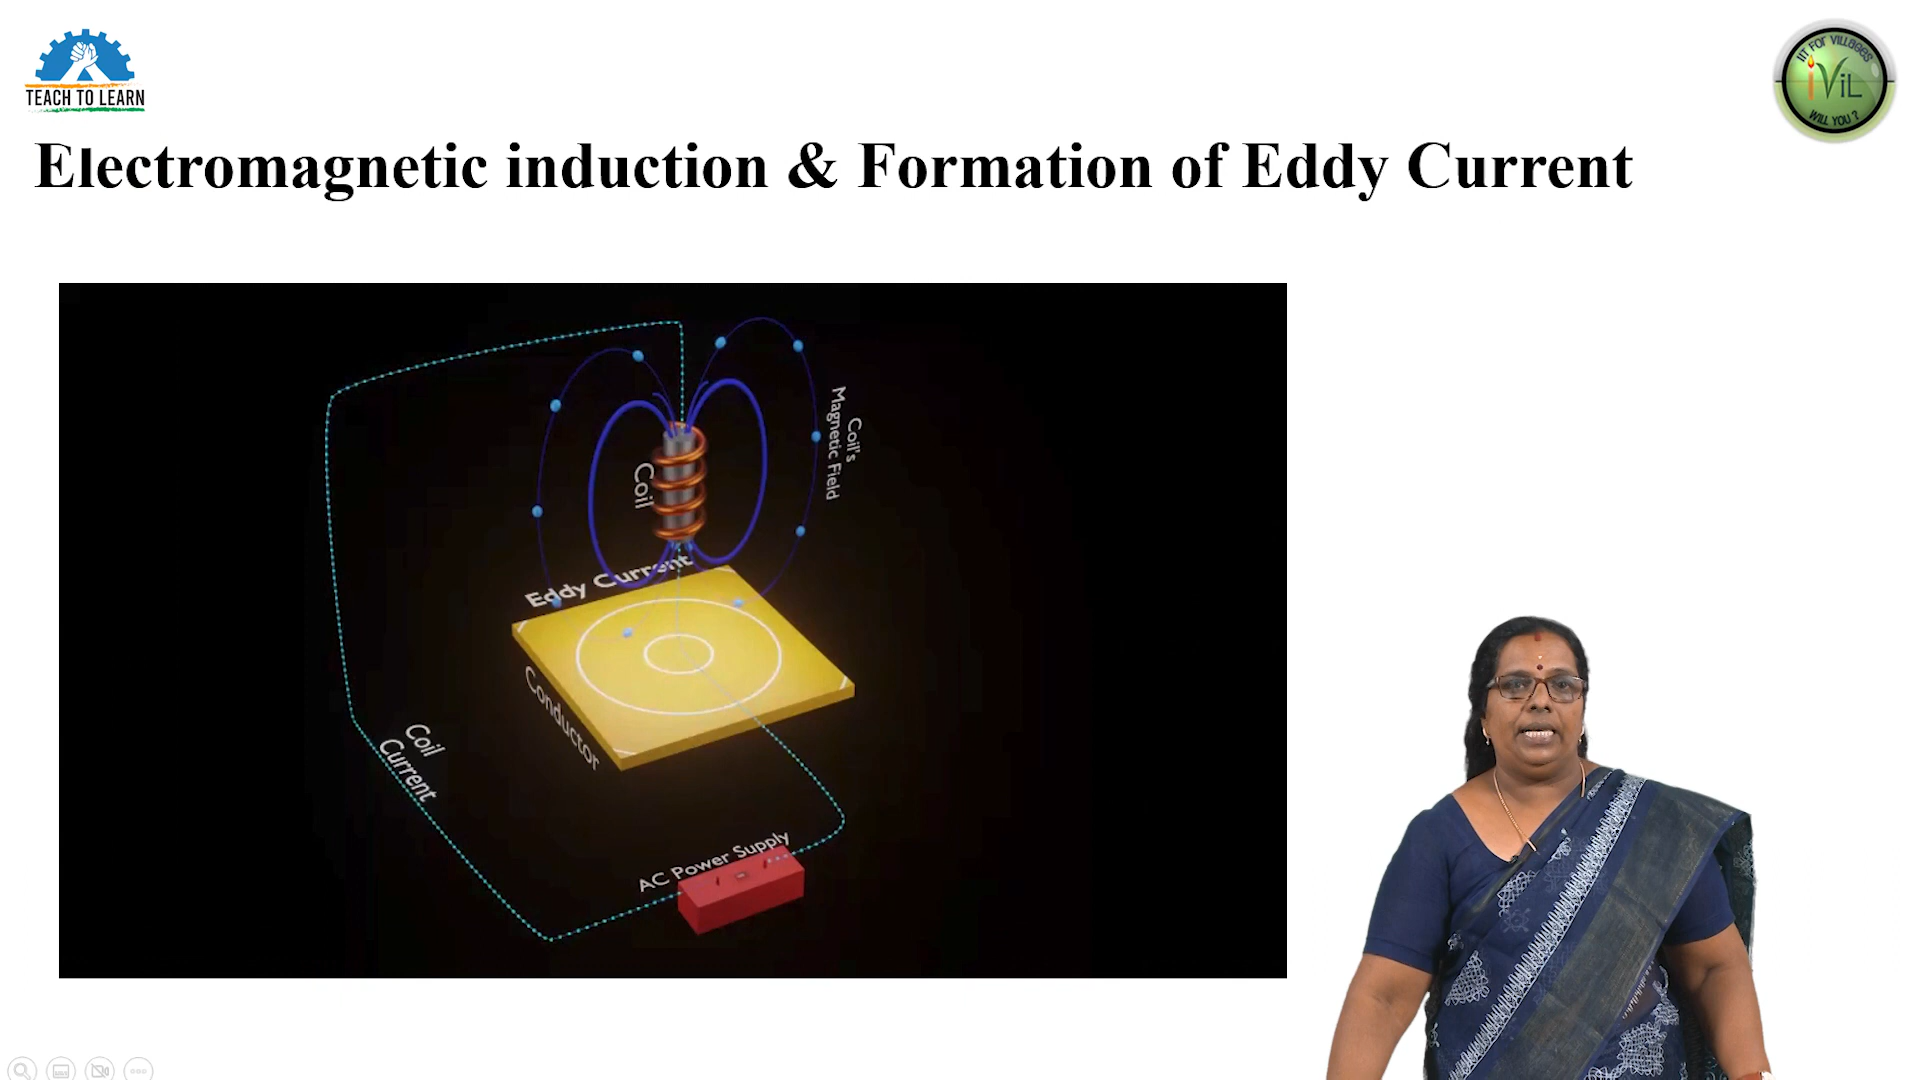 TEACH TO LEARN
IIT FOR VILLAGES
iViL
WILL YOU ?
Electromagnetic induction & Formation of Eddy Current
Coil's
Magnetic Field
Coil
Eddy Current
Conductor
Coil
Current
AC Power Supply